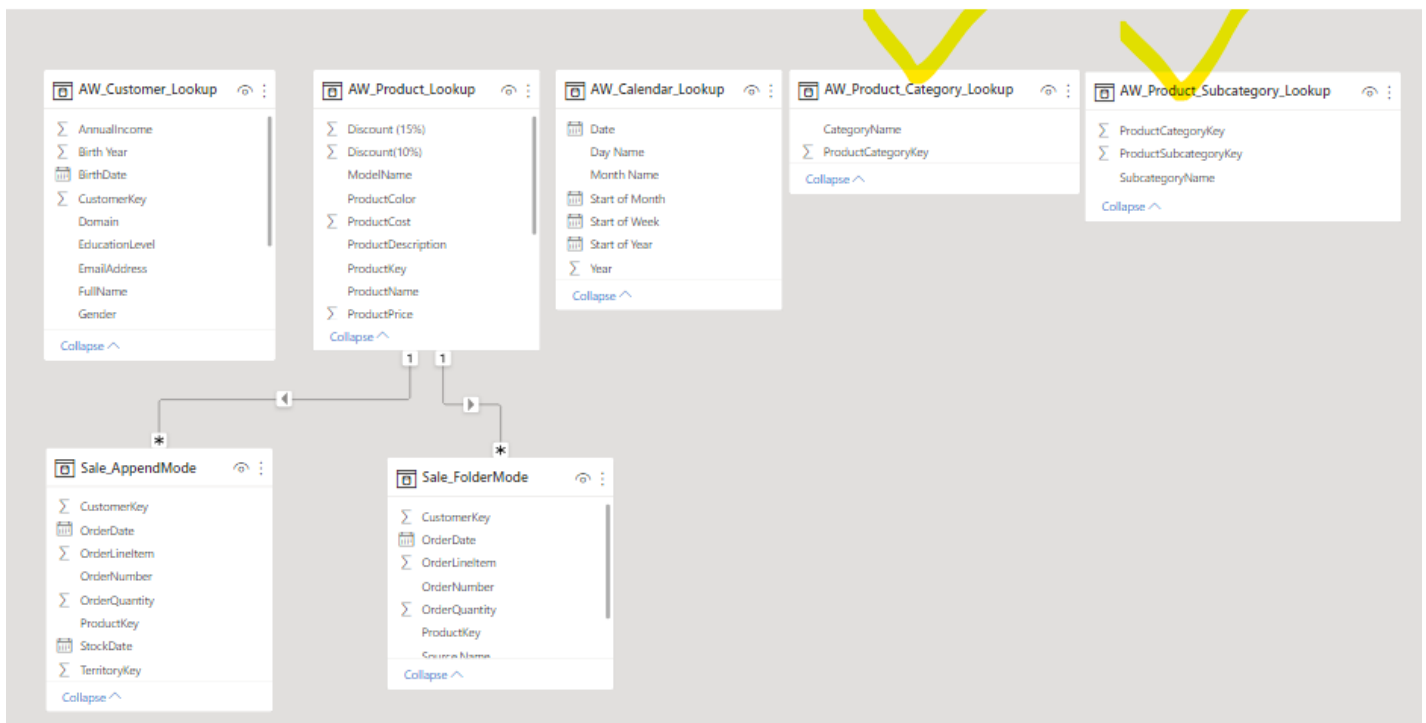 AW_Customer_Lookup
AnnualIncome
Birth Year
BirthDate
CustomerKey
Domain
EducationLevel
EmailAddress
FullName
Gender
Collapse
AW_Product_Lookup
Discount (15%)
Discount(10%)
ModelName
ProductColor
ProductCost
ProductDescription
ProductKey
ProductName
ProductPrice
Collapse
AW_Calendar_Lookup
Date
Day Name
Month Name
Start of Month
Start of Week
Start of Year
Year
Collapse
AW_Product_Category_Lookup
CategoryName
ProductCategoryKey
Collapse
AW_Product_Subcategory_Lookup
ProductCategoryKey
ProductSubcategoryKey
SubcategoryName
Collapse
1 1
* *
Sale_AppendMode
CustomerKey
OrderDate
OrderLineItem
OrderNumber
OrderQuantity
ProductKey
StockDate
TerritoryKey
Collapse
Sale_FolderMode
CustomerKey
OrderDate
OrderLineItem
OrderNumber
OrderQuantity
ProductKey
Source.Name
Collapse